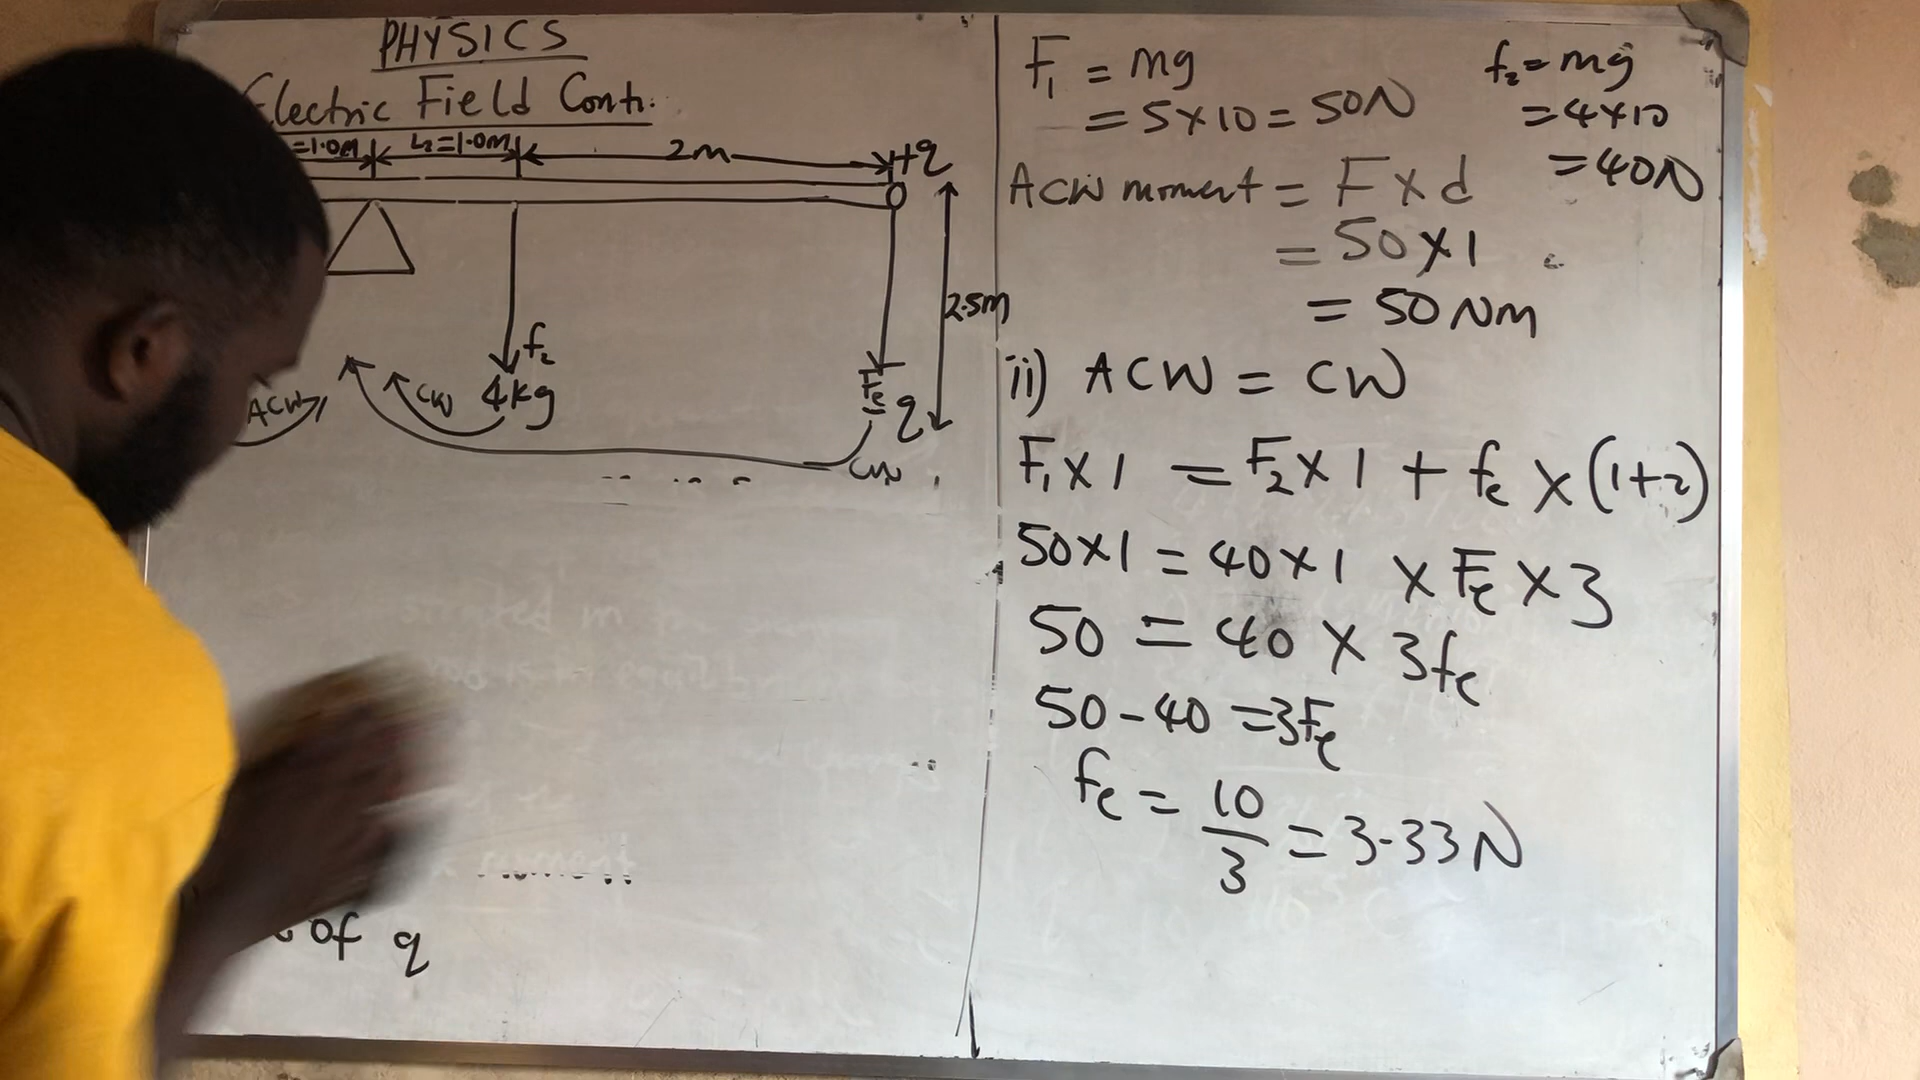 PHYSICS
Electric Field Cont.
=1.0m L₂=1.0m 2m +q
2.5m
f₂
ACW CW 4kg Fe
q
CW
of q
F₁ = mg
= 5×10 = 50N
f₂ = mg
= 4×10
= 40N
ACW moment = F×d
= 50×1
= 50Nm
ii) ACW = CW
F₁×1 = F₂×1 + fe × (1+2)
50×1 = 40×1 × Fe × 3
50 = 40 × 3fe
50-40 = 3Fe
fe = 10/3 = 3.33N